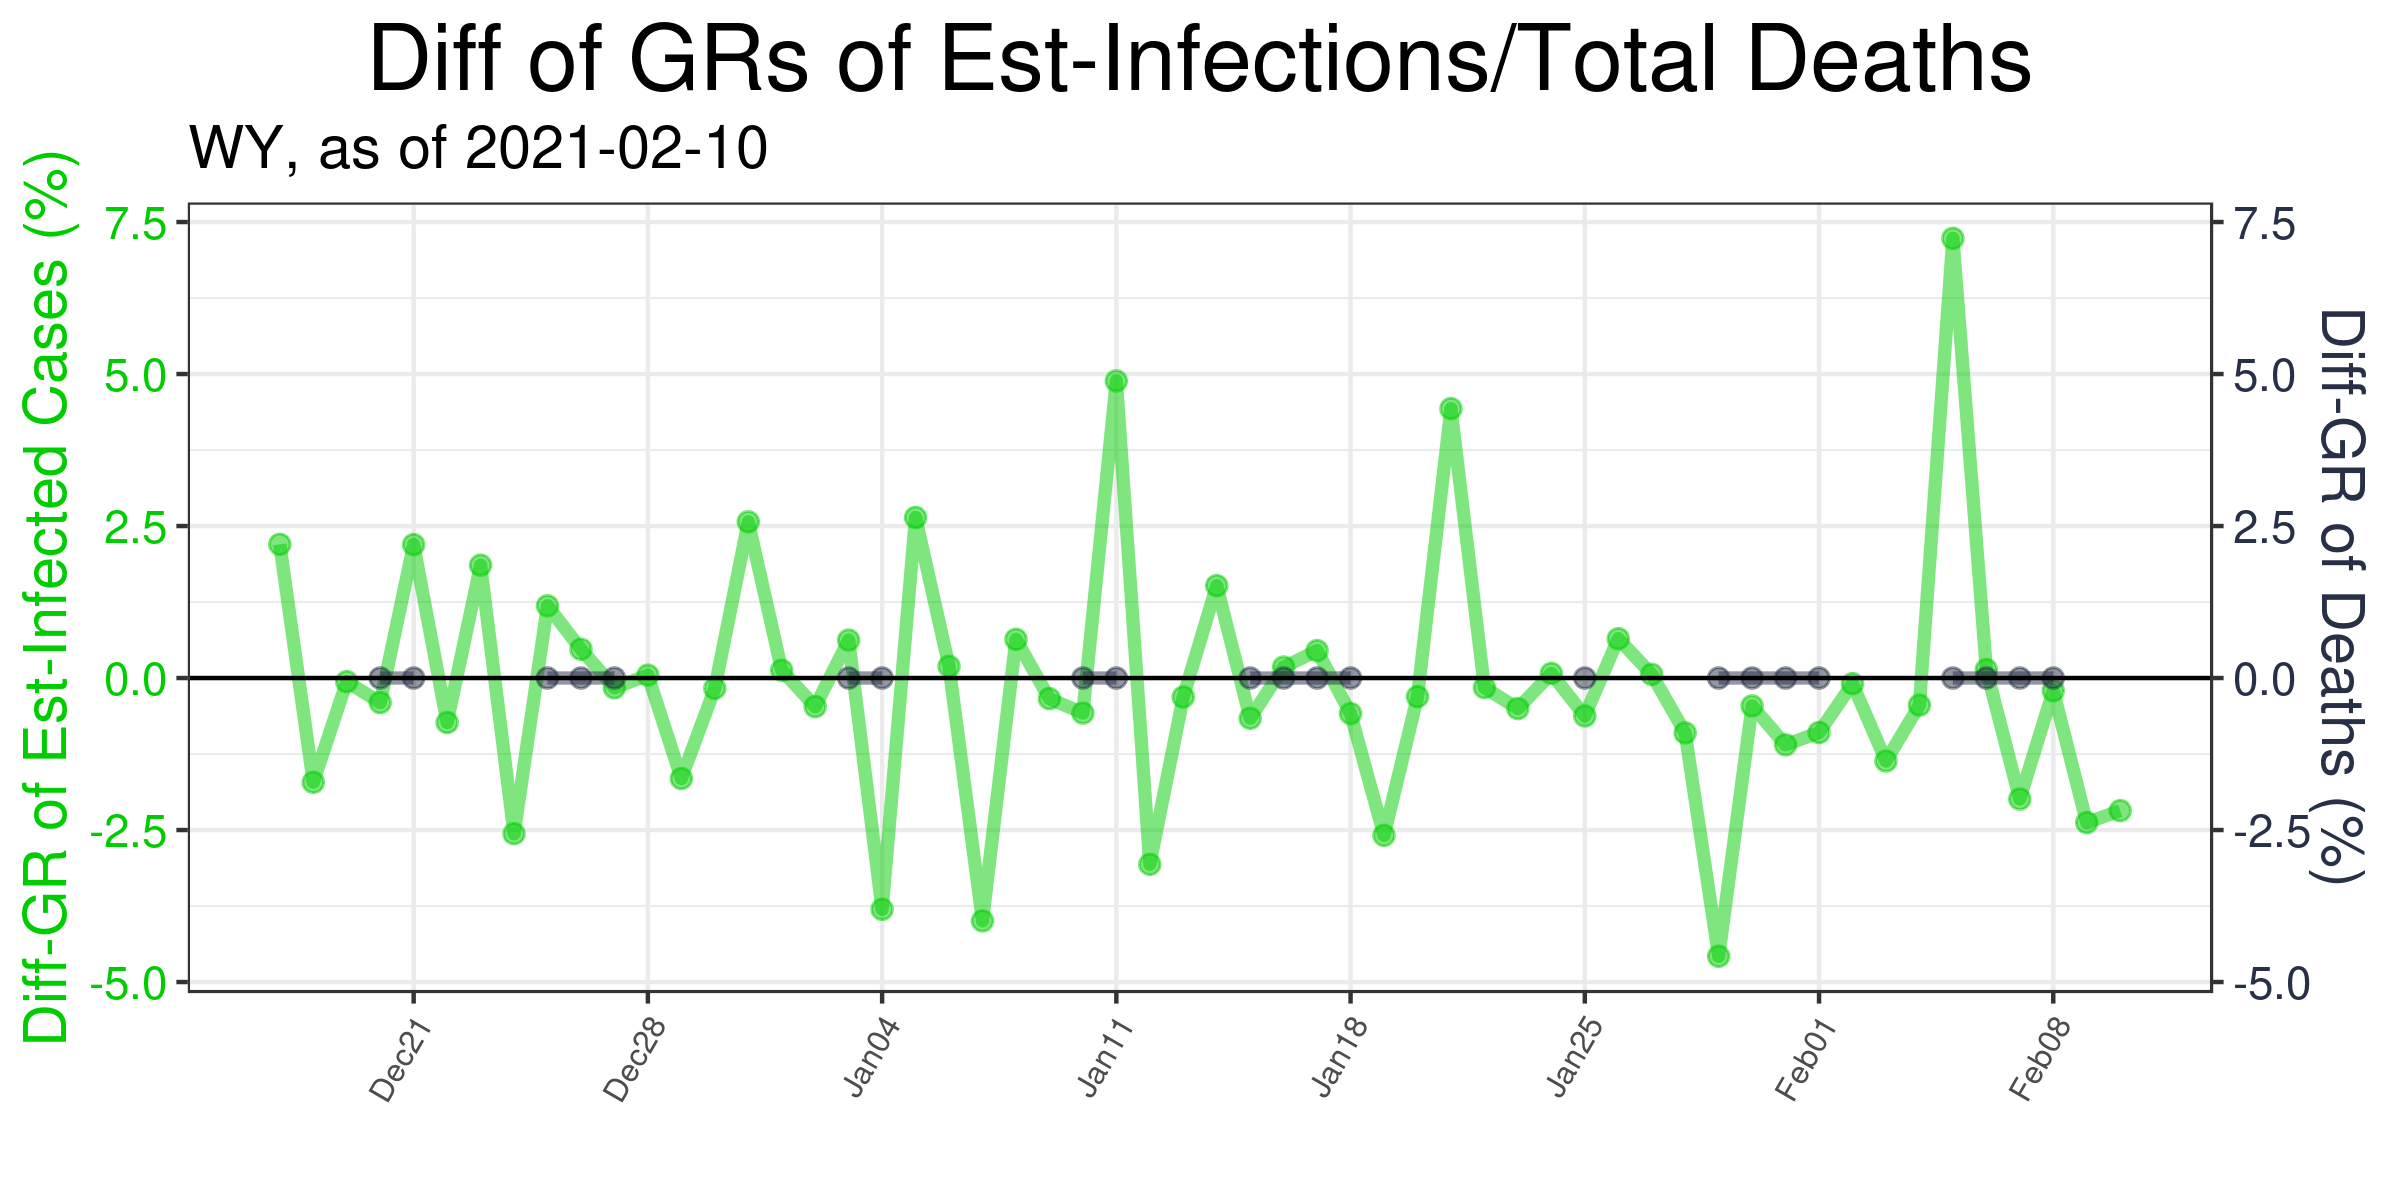 Diff of GRs of Est-Infections/Total Deaths
WY, as of 2021-02-10
Diff-GR of Est-Infected Cases (%)
7.5
5.0
2.5
0.0
-2.5
-5.0
7.5
5.0
2.5
0.0
-2.5
-5.0
Diff-GR of Deaths (%)
Dec21
Dec28
Jan04
Jan11
Jan18
Jan25
Feb01
Feb08